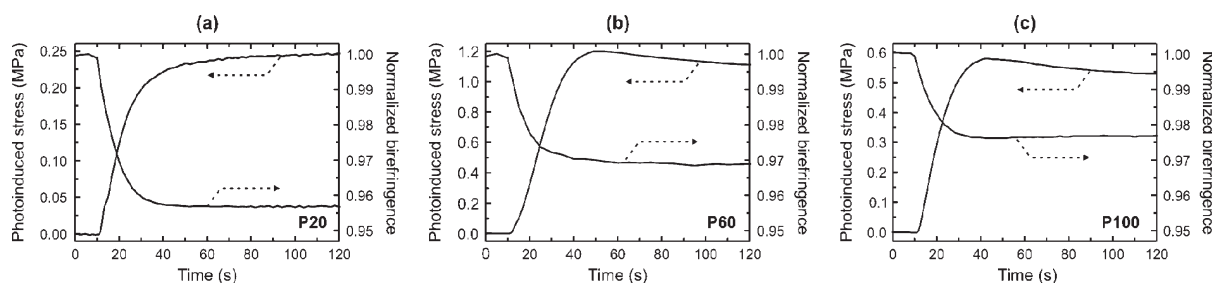 (a)
Photoinduced stress (MPa)
0.25
0.20
0.15
0.10
0.05
0.00
1.00
0.99
0.98
0.97
0.96
0.95
Normalized birefringence
P20
0 20 40 60 80 100 120
Time (s)
(b)
Photoinduced stress (MPa)
1.2
1.0
0.8
0.6
0.4
0.2
0.0
1.00
0.99
0.98
0.97
0.96
0.95
Normalized birefringence
P60
0 20 40 60 80 100 120
Time (s)
(c)
Photoinduced stress (MPa)
0.6
0.5
0.4
0.3
0.2
0.1
0.0
1.00
0.99
0.98
0.97
0.96
0.95
Normalized birefringence
P100
0 20 40 60 80 100 120
Time (s)